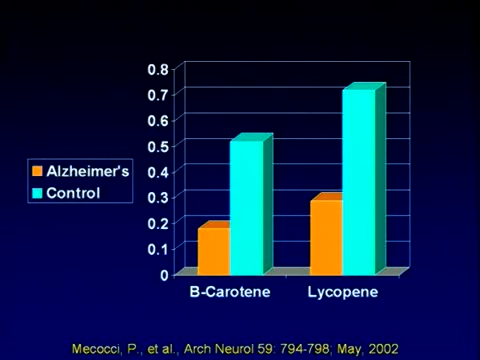 0.8
0.7
0.6
0.5
0.4
0.3
0.2
0.1
0
Alzheimer's
Control
B-Carotene
Lycopene
Mecocci, P., et al., Arch Neurol 59: 794-798; May, 2002